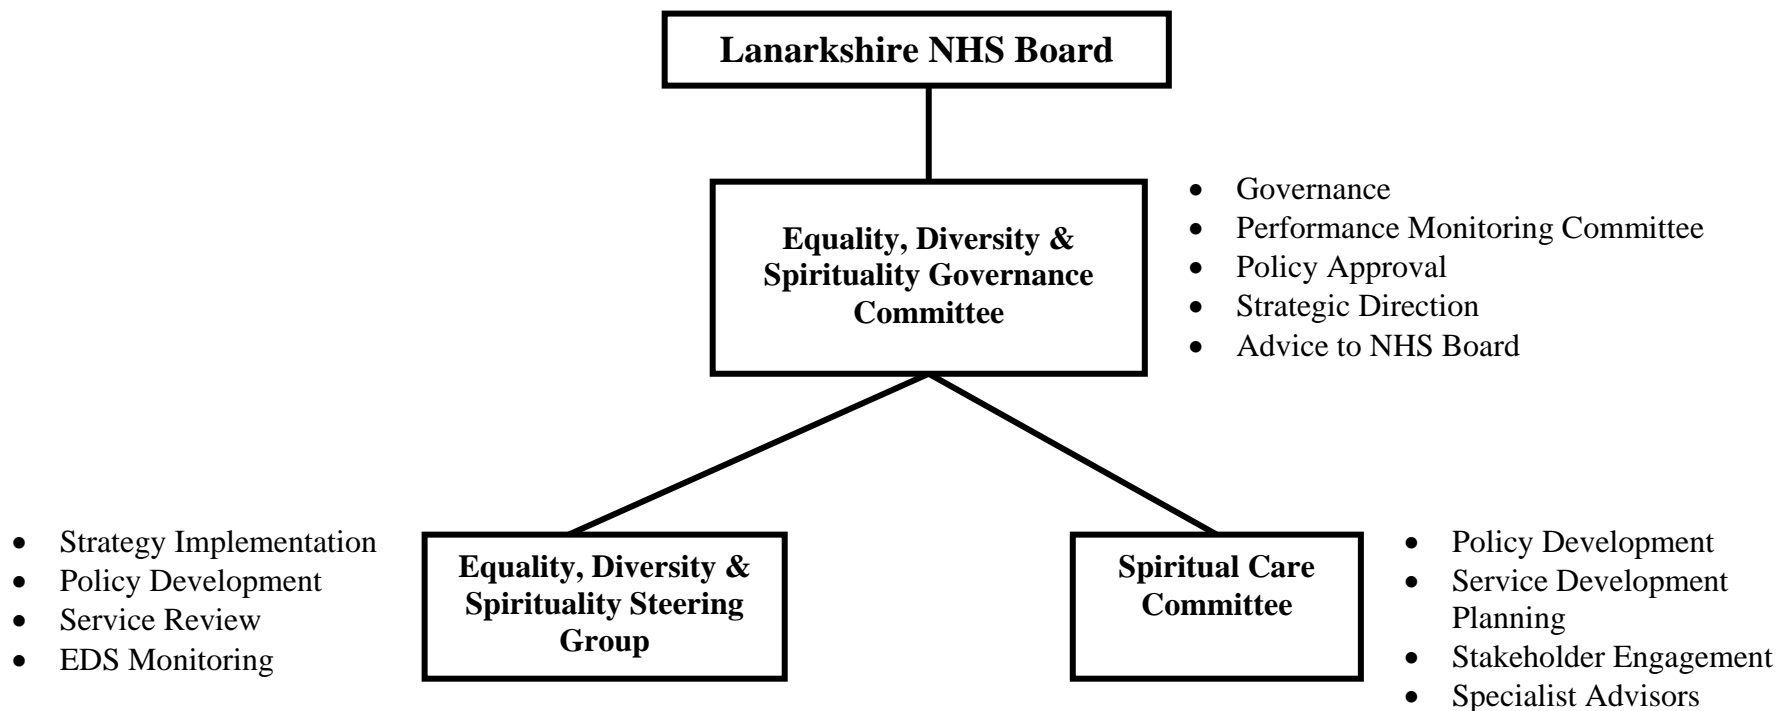 Lanarkshire NHS Board
Equality, Diversity &
Spirituality Governance
Committee
• Governance
• Performance Monitoring Committee
• Policy Approval
• Strategic Direction
• Advice to NHS Board
• Strategy Implementation
• Policy Development
• Service Review
• EDS Monitoring
Equality, Diversity &
Spirituality Steering
Group
Spiritual Care
Committee
• Policy Development
• Service Development
Planning
• Stakeholder Engagement
• Specialist Advisors